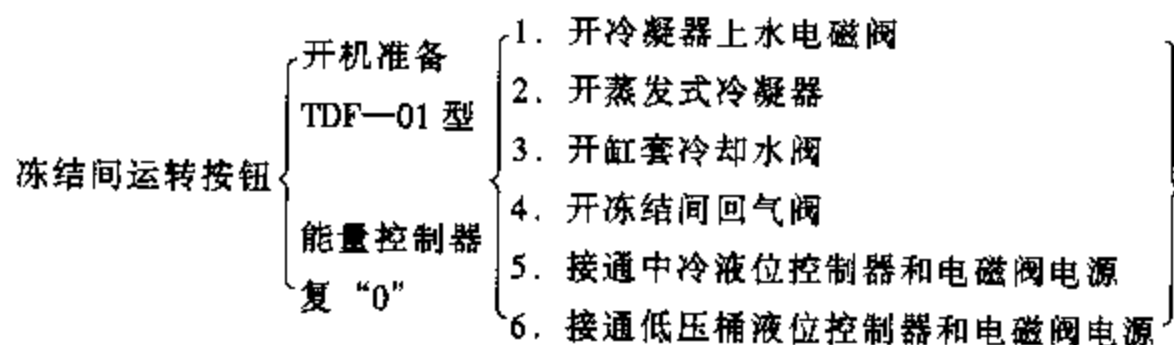 冻结间运转按钮
开机准备
TDF—01 型
能量控制器
复 “0”
1. 开冷凝器上水电磁阀
2. 开蒸发式冷凝器
3. 开缸套冷却水阀
4. 开冻结间回气阀
5. 接通中冷液位控制器和电磁阀电源
6. 接通低压桶液位控制器和电磁阀电源